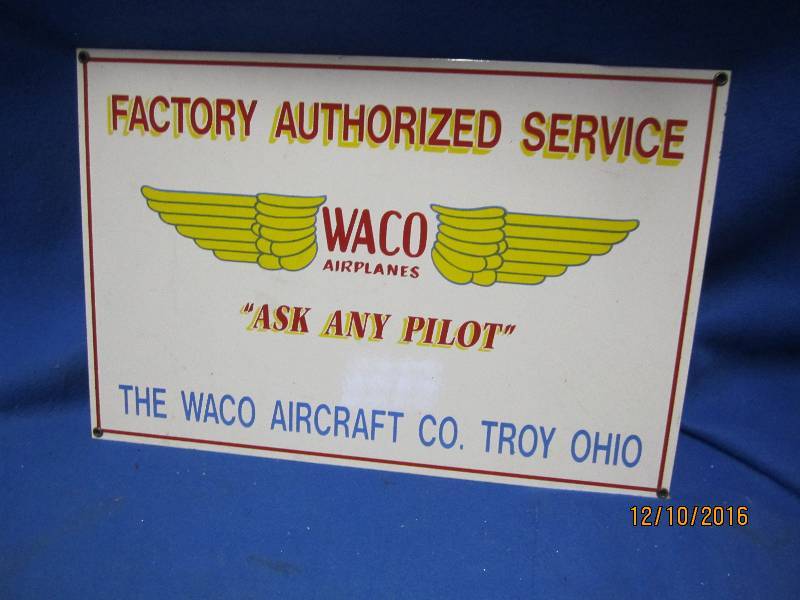 FACTORY AUTHORIZED SERVICE
WACO
AIRPLANES
"ASK ANY PILOT"
THE WACO AIRCRAFT CO. TROY OHIO
12/10/2016